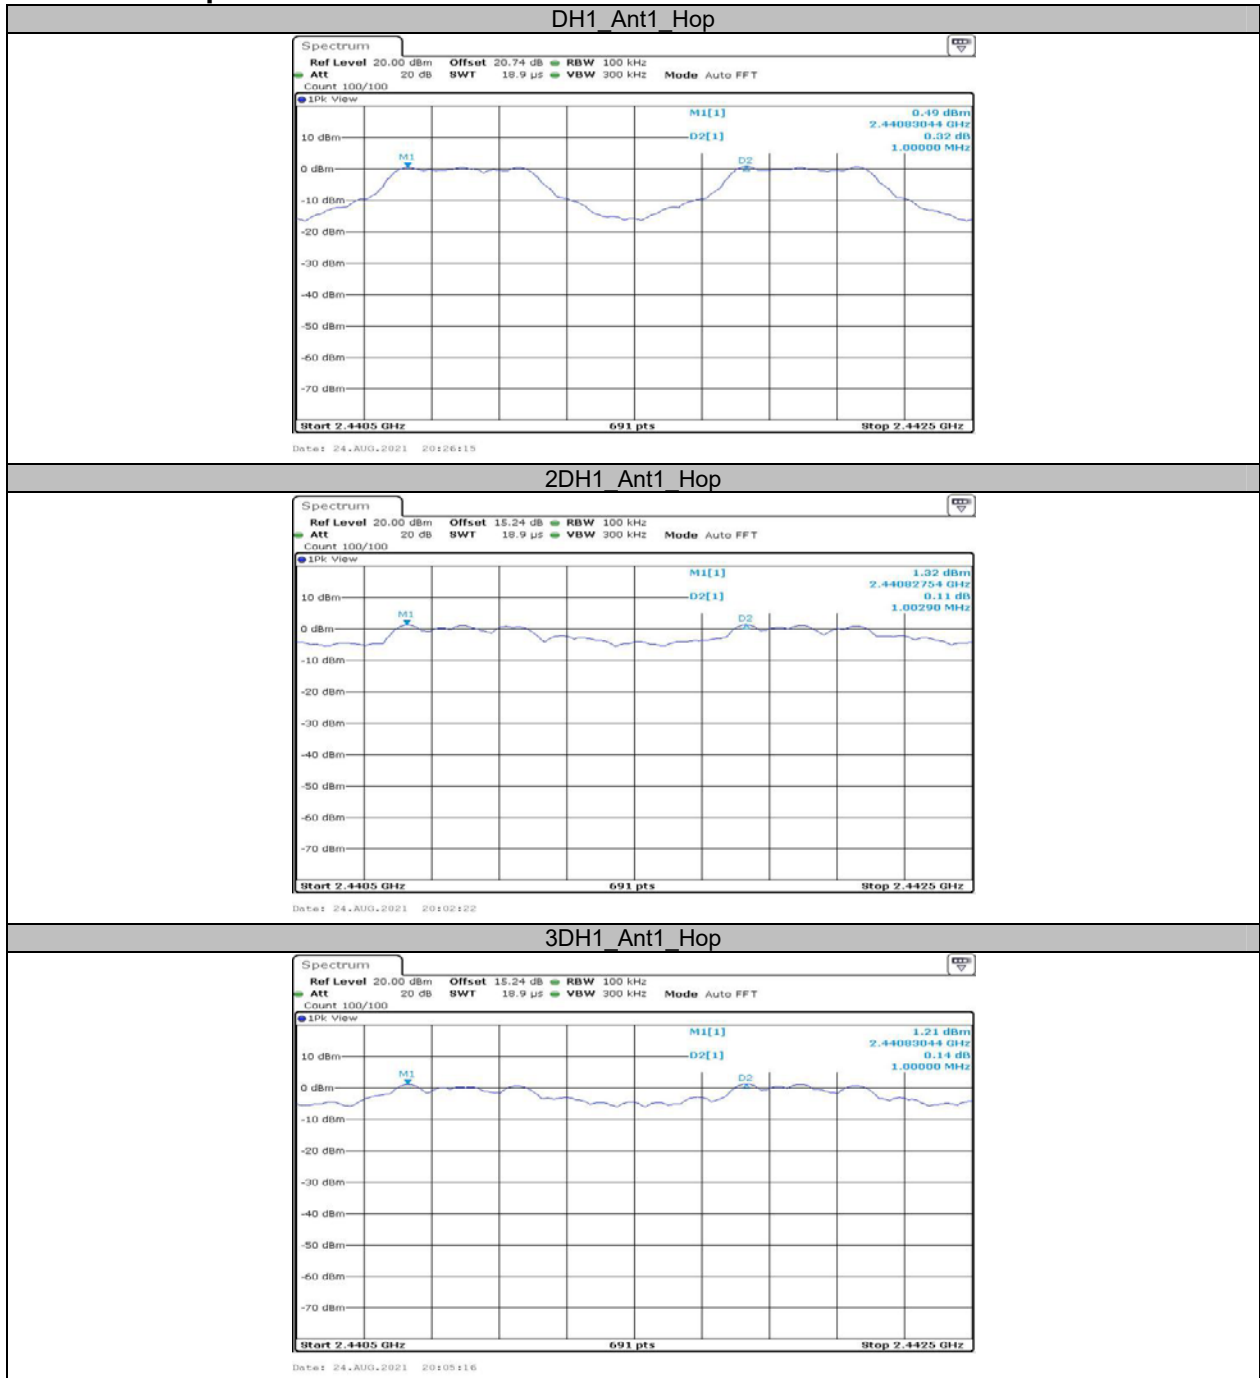 DH1_Ant1_Hop
Spectrum
Ref Level 20.00 dBm Offset 20.74 dB RBW 100 kHz
Att 20 dB SWT 18.9 µs VBW 300 kHz Mode Auto FFT
Count 100/100
1Pk View
M1[1] 0.49 dBm
2.44083044 GHz
10 dBm D2[1] 0.32 dB
1.00000 MHz
M1 D2
0 dBm
-10 dBm
-20 dBm
-30 dBm
-40 dBm
-50 dBm
-60 dBm
-70 dBm
Start 2.4405 GHz 691 pts Stop 2.4425 GHz
Date: 24.AUG.2021 20:26:15
2DH1_Ant1_Hop
Spectrum
Ref Level 20.00 dBm Offset 15.24 dB RBW 100 kHz
Att 20 dB SWT 18.9 µs VBW 300 kHz Mode Auto FFT
Count 100/100
1Pk View
M1[1] 1.32 dBm
2.44082754 GHz
10 dBm D2[1] 0.11 dB
1.00290 MHz
M1 D2
0 dBm
-10 dBm
-20 dBm
-30 dBm
-40 dBm
-50 dBm
-60 dBm
-70 dBm
Start 2.4405 GHz 691 pts Stop 2.4425 GHz
Date: 24.AUG.2021 20:02:22
3DH1_Ant1_Hop
Spectrum
Ref Level 20.00 dBm Offset 15.24 dB RBW 100 kHz
Att 20 dB SWT 18.9 µs VBW 300 kHz Mode Auto FFT
Count 100/100
1Pk View
M1[1] 1.21 dBm
2.44083044 GHz
10 dBm D2[1] 0.14 dB
1.00000 MHz
M1 D2
0 dBm
-10 dBm
-20 dBm
-30 dBm
-40 dBm
-50 dBm
-60 dBm
-70 dBm
Start 2.4405 GHz 691 pts Stop 2.4425 GHz
Date: 24.AUG.2021 20:05:16